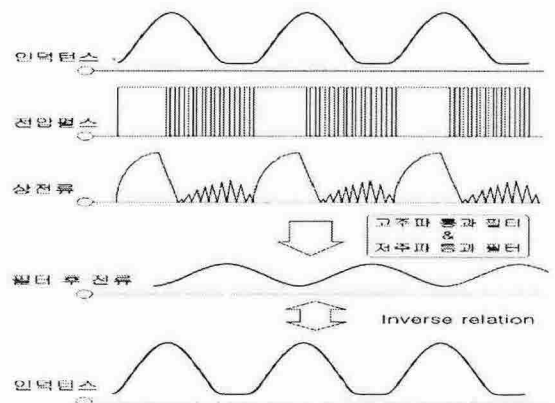 인덕턴스
전압펄스
상전류
고주파 통과 필터
&
저주파 통과 필터
필터 후 전류
Inverse relation
인덕턴스